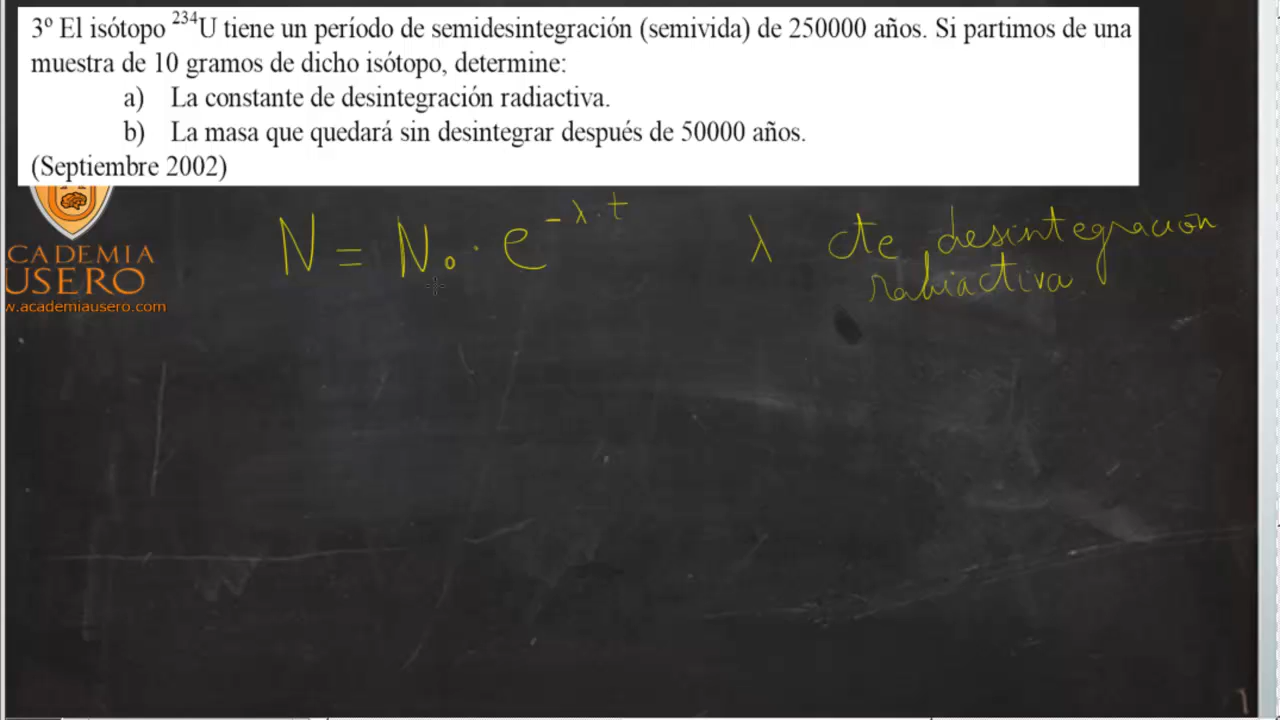 3º El isótopo ²³⁴U tiene un período de semidesintegración (semivida) de 250000 años. Si partimos de una
muestra de 10 gramos de dicho isótopo, determine:
a) La constante de desintegración radiactiva.
b) La masa que quedará sin desintegrar después de 50000 años.
(Septiembre 2002)
CADEMIA
USERO
w.academiausero.com
N = N₀ · e^(-λ·t)
λ cte desintegración
radiactiva